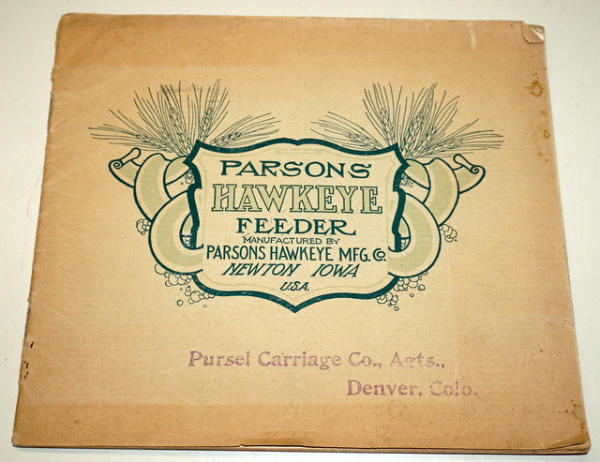 PARSONS
HAWKEYE
FEEDER
MANUFACTURED BY
PARSONS HAWKEYE MFG. Co.
NEWTON IOWA
U.S.A.
Pursel Carriage Co., Agts.,
Denver, Colo.